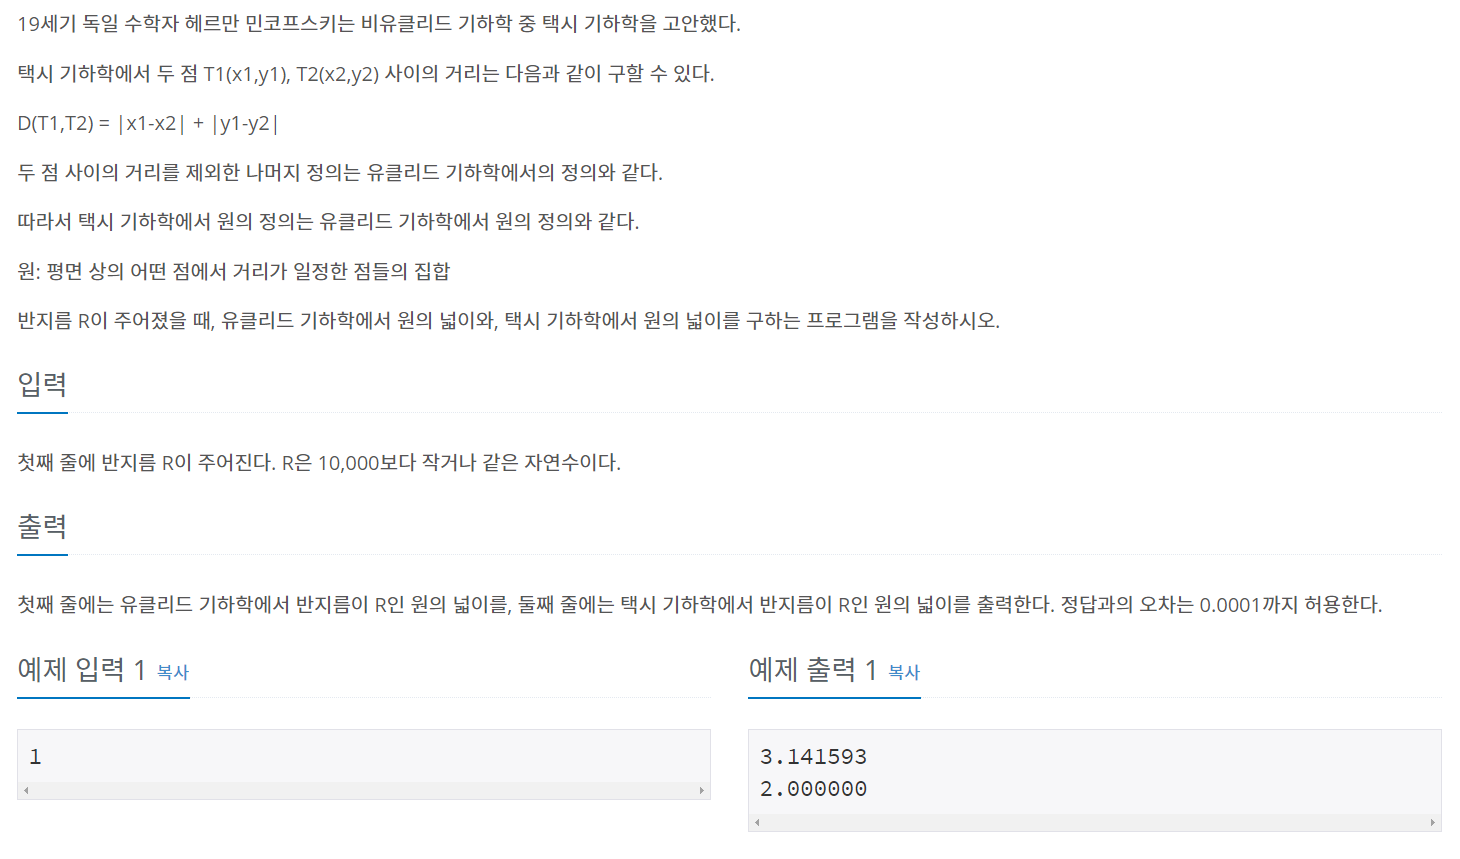 19세기 독일 수학자 헤르만 민코프스키는 비유클리드 기하학 중 택시 기하학을 고안했다.
택시 기하학에서 두 점 T1(x1,y1), T2(x2,y2) 사이의 거리는 다음과 같이 구할 수 있다.
D(T1,T2) = |x1-x2| + |y1-y2|
두 점 사이의 거리를 제외한 나머지 정의는 유클리드 기하학에서의 정의와 같다.
따라서 택시 기하학에서 원의 정의는 유클리드 기하학에서 원의 정의와 같다.
원: 평면 상의 어떤 점에서 거리가 일정한 점들의 집합
반지름 R이 주어졌을 때, 유클리드 기하학에서 원의 넓이와, 택시 기하학에서 원의 넓이를 구하는 프로그램을 작성하시오.
입력
첫째 줄에 반지름 R이 주어진다. R은 10,000보다 작거나 같은 자연수이다.
출력
첫째 줄에는 유클리드 기하학에서 반지름이 R인 원의 넓이를, 둘째 줄에는 택시 기하학에서 반지름이 R인 원의 넓이를 출력한다. 정답과의 오차는 0.0001까지 허용한다.
예제 입력 1 복사
1
예제 출력 1 복사
3.141593
2.000000